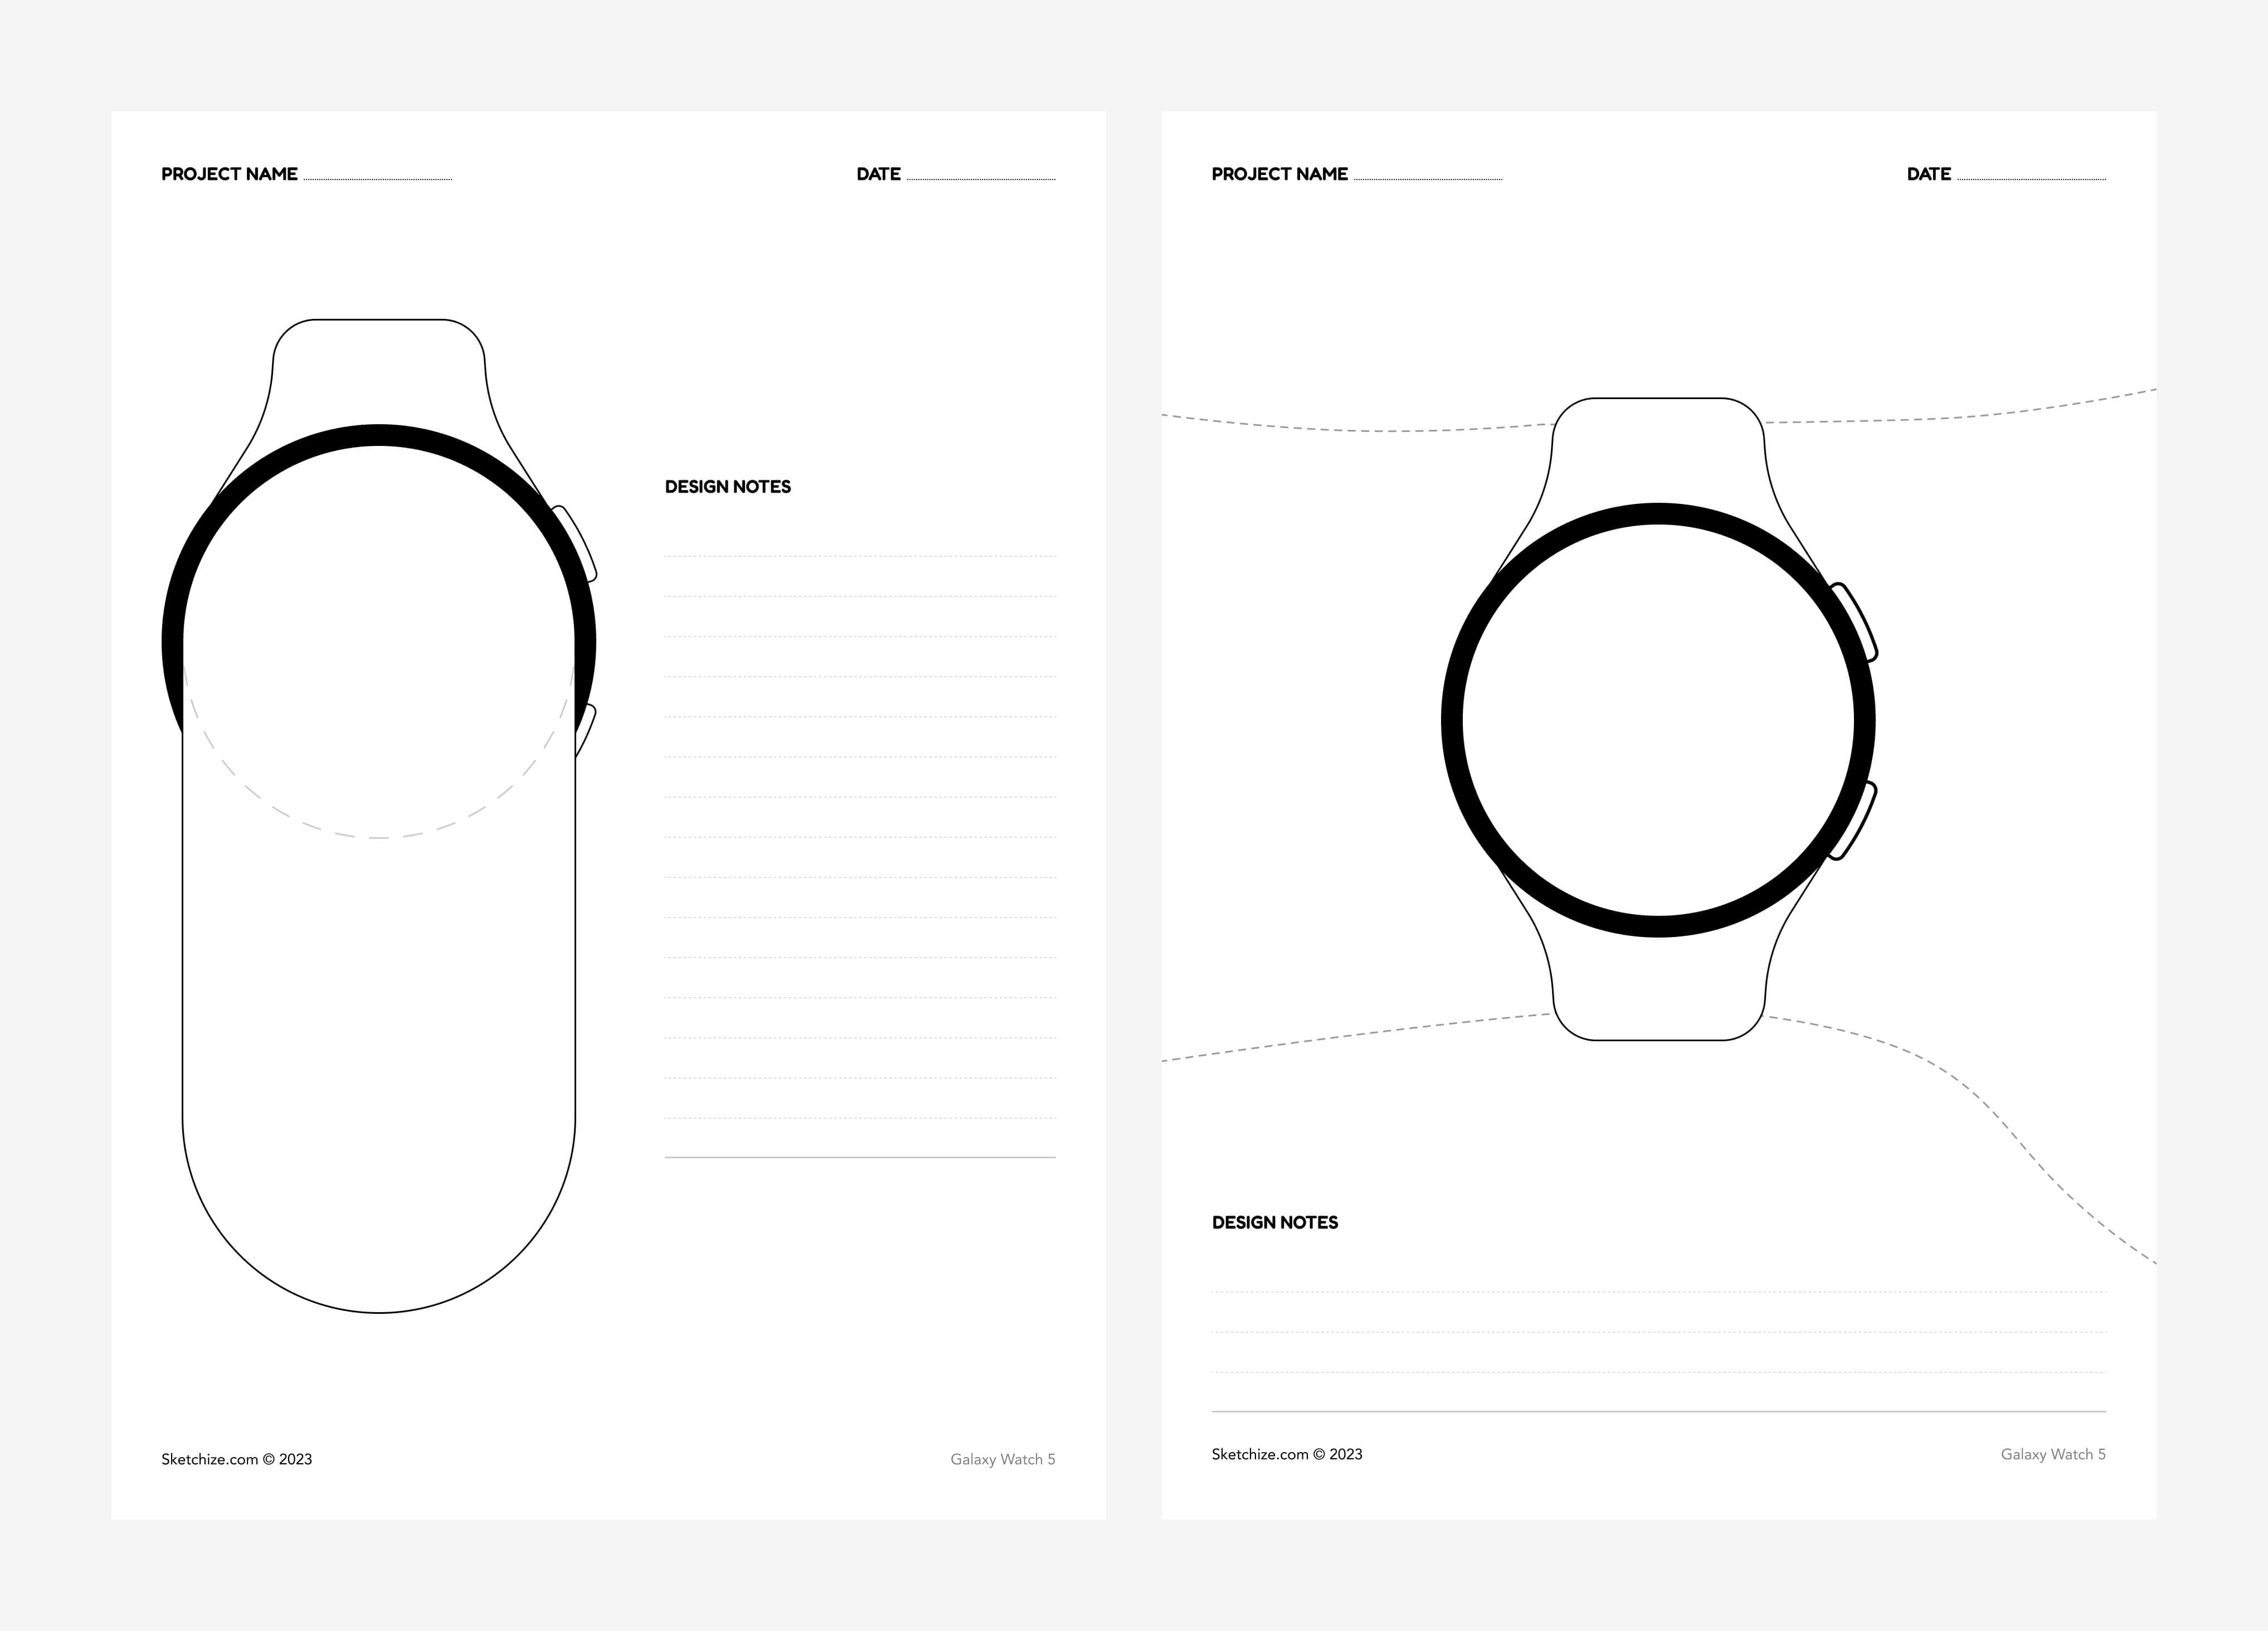 PROJECT NAME
DATE
DESIGN NOTES
Sketchize.com © 2023
Galaxy Watch 5
PROJECT NAME
DATE
DESIGN NOTES
Sketchize.com © 2023
Galaxy Watch 5